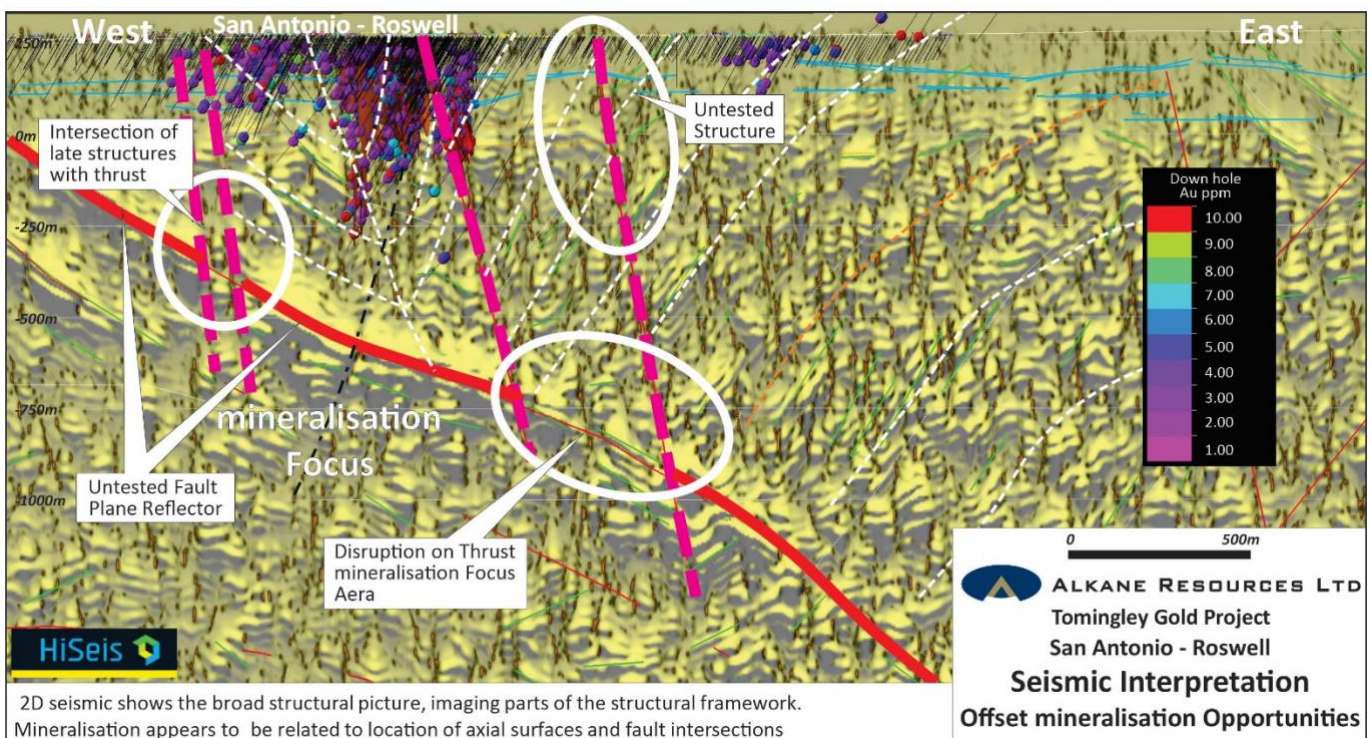 West
San Antonio - Roswell
East
250m
0m
-250m
-500m
-750m
-1000m
Intersection of
late structures
with thrust
Untested
Structure
Down hole
Au ppm
10.00
9.00
8.00
7.00
6.00
5.00
4.00
3.00
2.00
1.00
mineralisation
Focus
Untested Fault
Plane Reflector
Disruption on Thrust
mineralisation Focus
Aera
0 500m
ALKANE RESOURCES LTD
Tomingley Gold Project
San Antonio - Roswell
Seismic Interpretation
Offset mineralisation Opportunities
HiSeis
2D seismic shows the broad structural picture, imaging parts of the structural framework.
Mineralisation appears to be related to location of axial surfaces and fault intersections